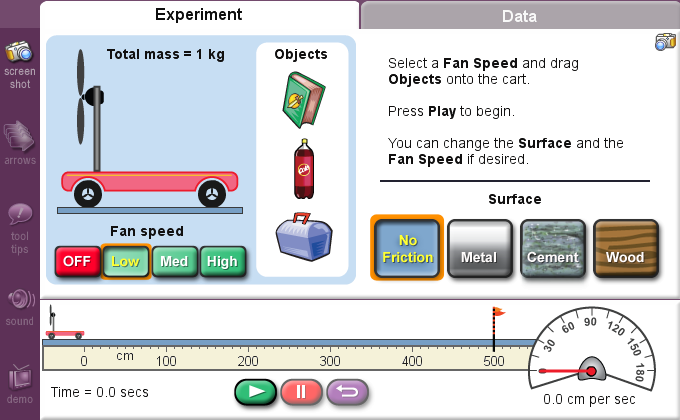 Experiment
Data
screen
shot
arrows
tool
tips
sound
demo
Total mass = 1 kg
Objects
Fan speed
OFF
Low
Med
High
Select a Fan Speed and drag
Objects onto the cart.
Press Play to begin.
You can change the Surface and the
Fan Speed if desired.
Surface
No
Friction
Metal
Cement
Wood
0
cm
100
200
300
400
500
30
60
90
120
150
180
Time = 0.0 secs
0.0 cm per sec